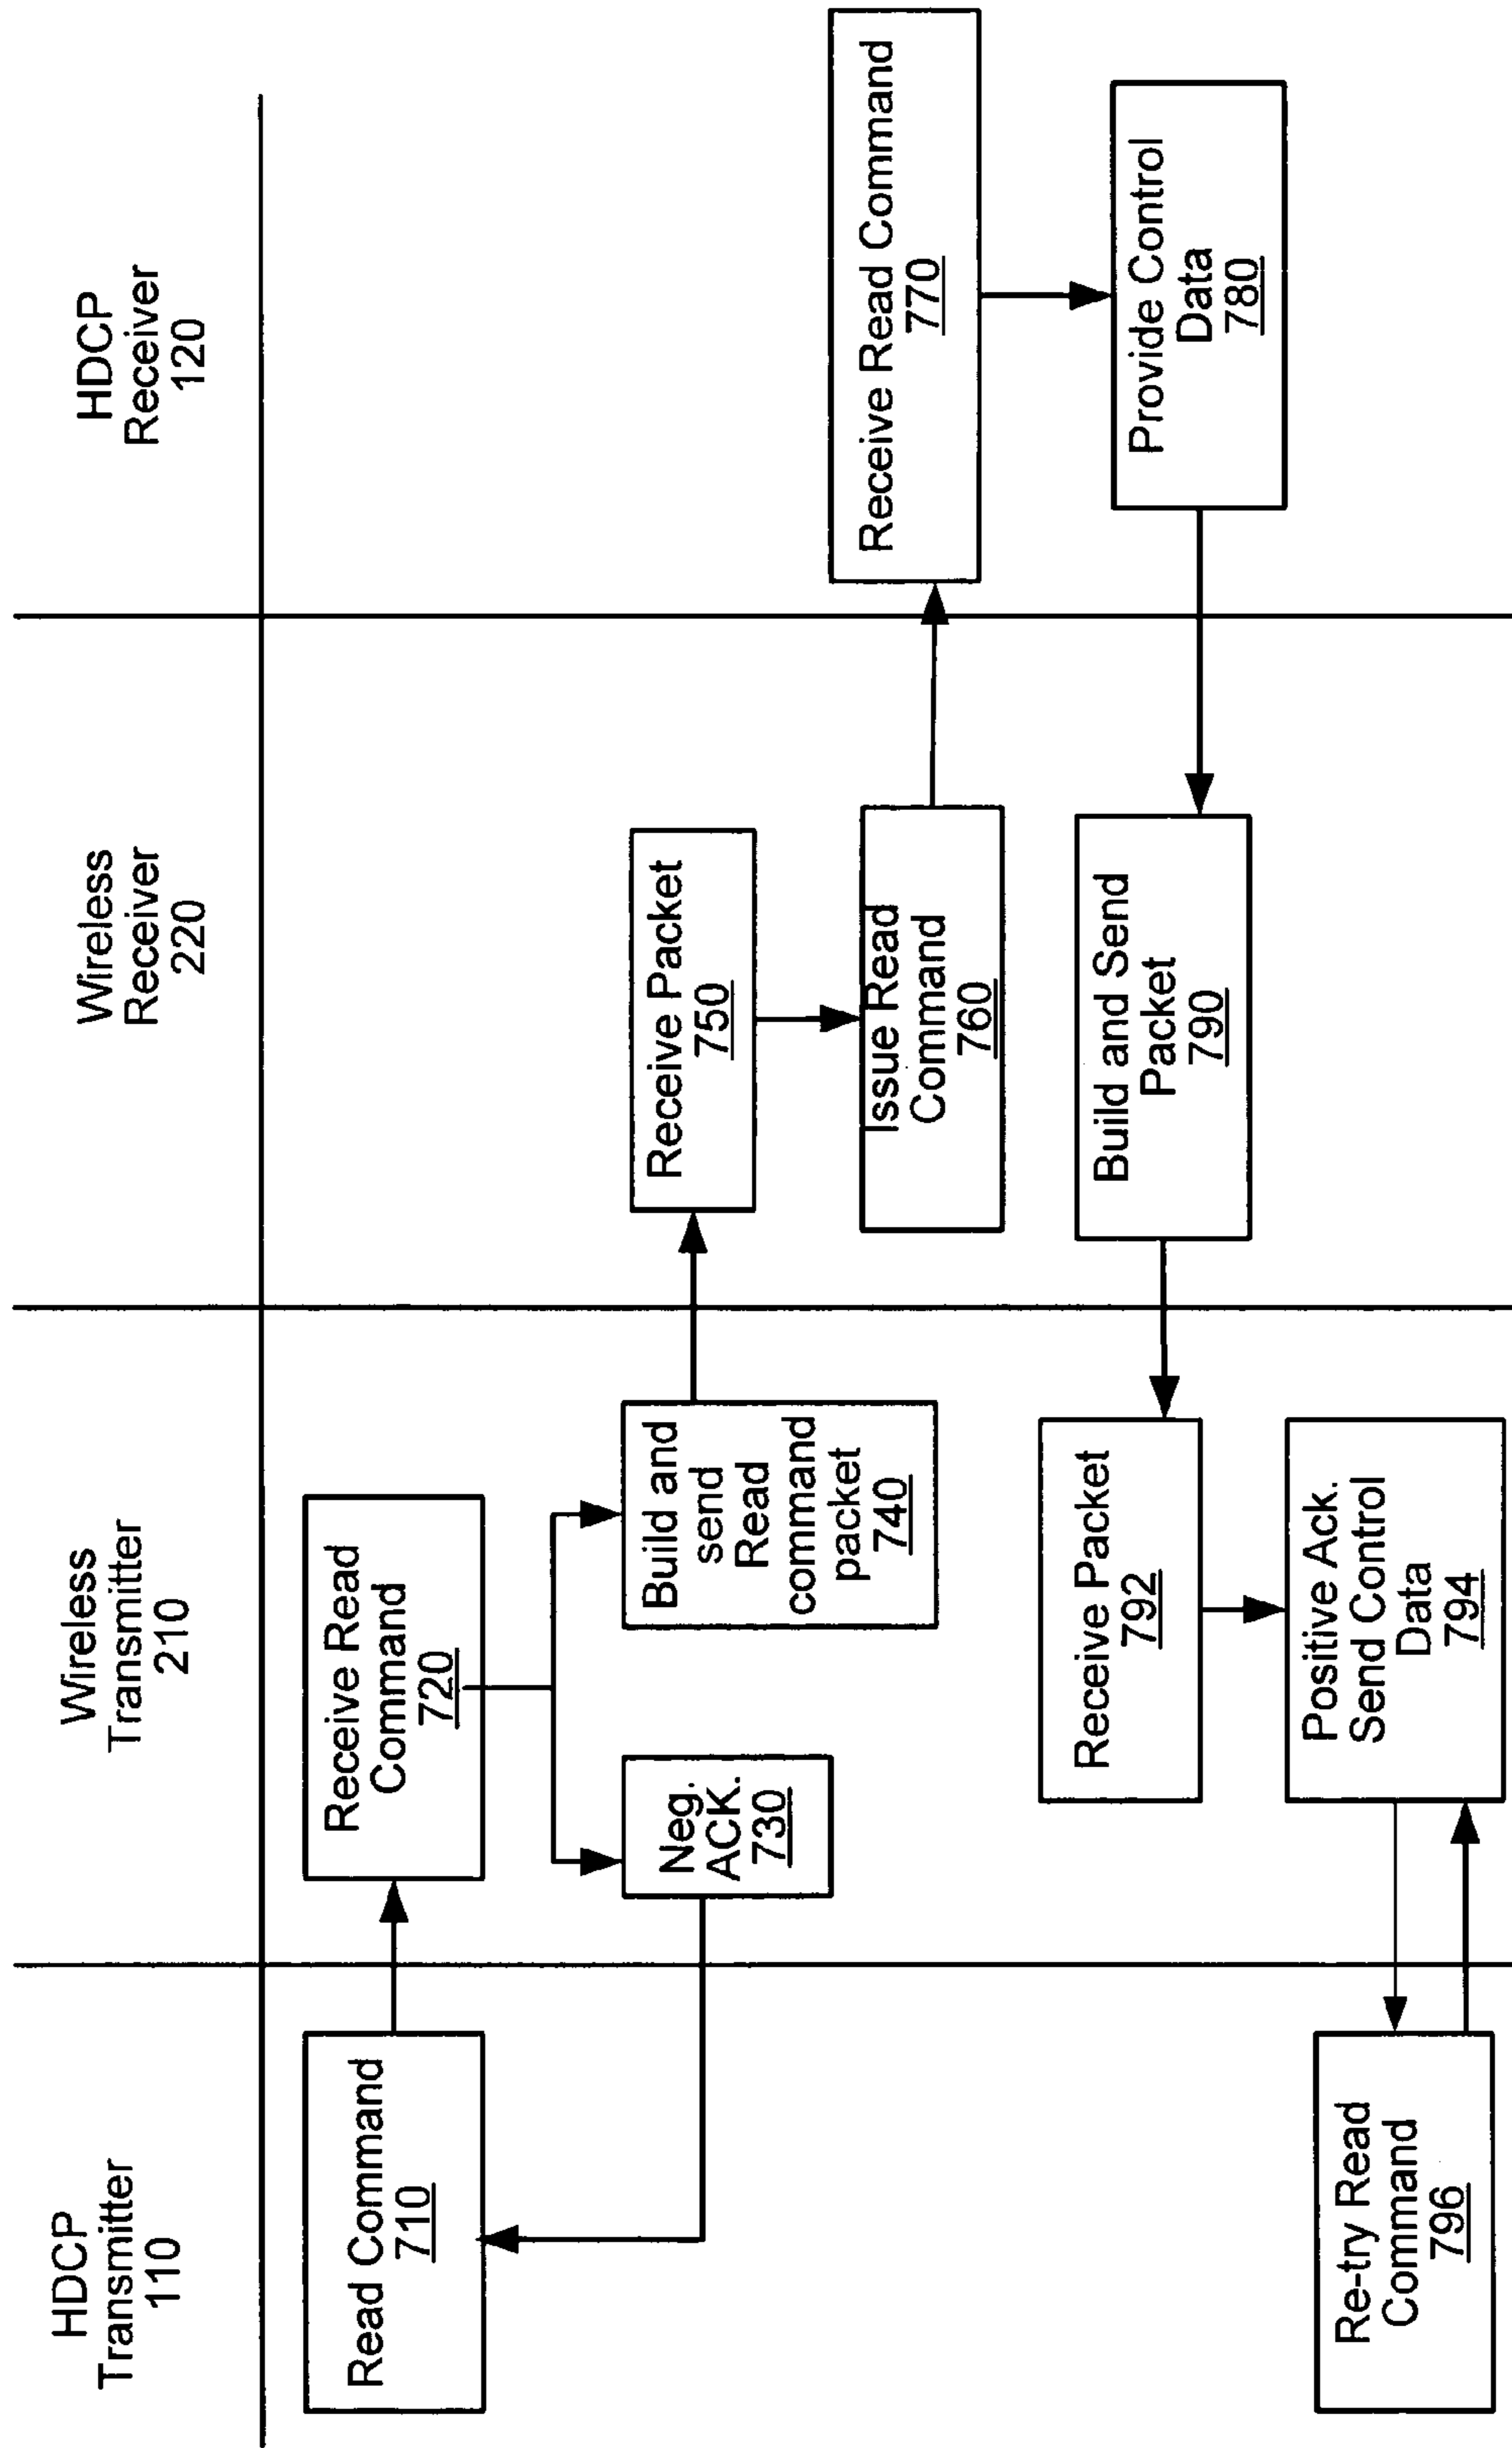 HDCP
Transmitter
110
Wireless
Transmitter
210
Wireless
Receiver
220
HDCP
Receiver
120
Read Command
710
Receive Read
Command
720
Neg.
ACK.
730
Build and
send
Read
command
packet
740
Receive Packet
750
Issue Read
Command
760
Receive Read Command
770
Provide Control
Data
780
Build and Send
Packet
790
Receive Packet
792
Positive Ack.
Send Control
Data
794
Re-try Read
Command
796